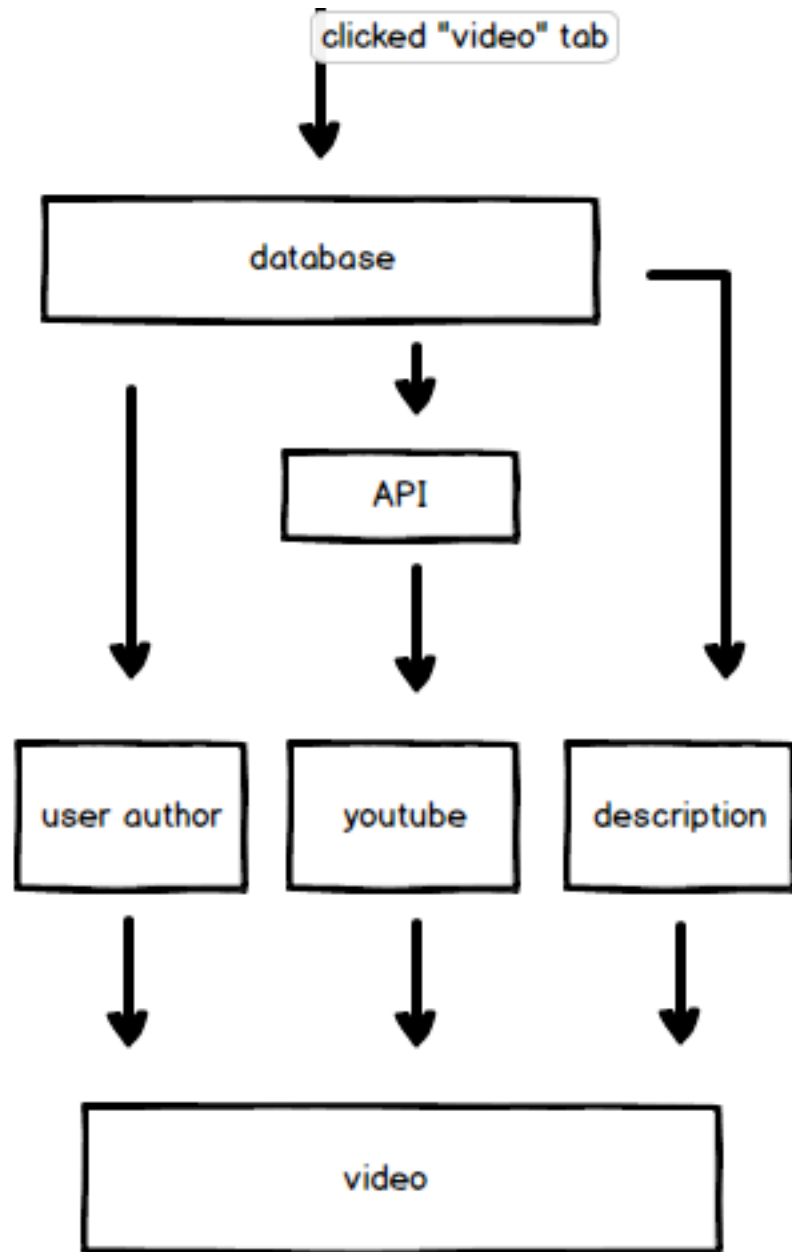 clicked "video" tab
database
API
user author
youtube
description
video